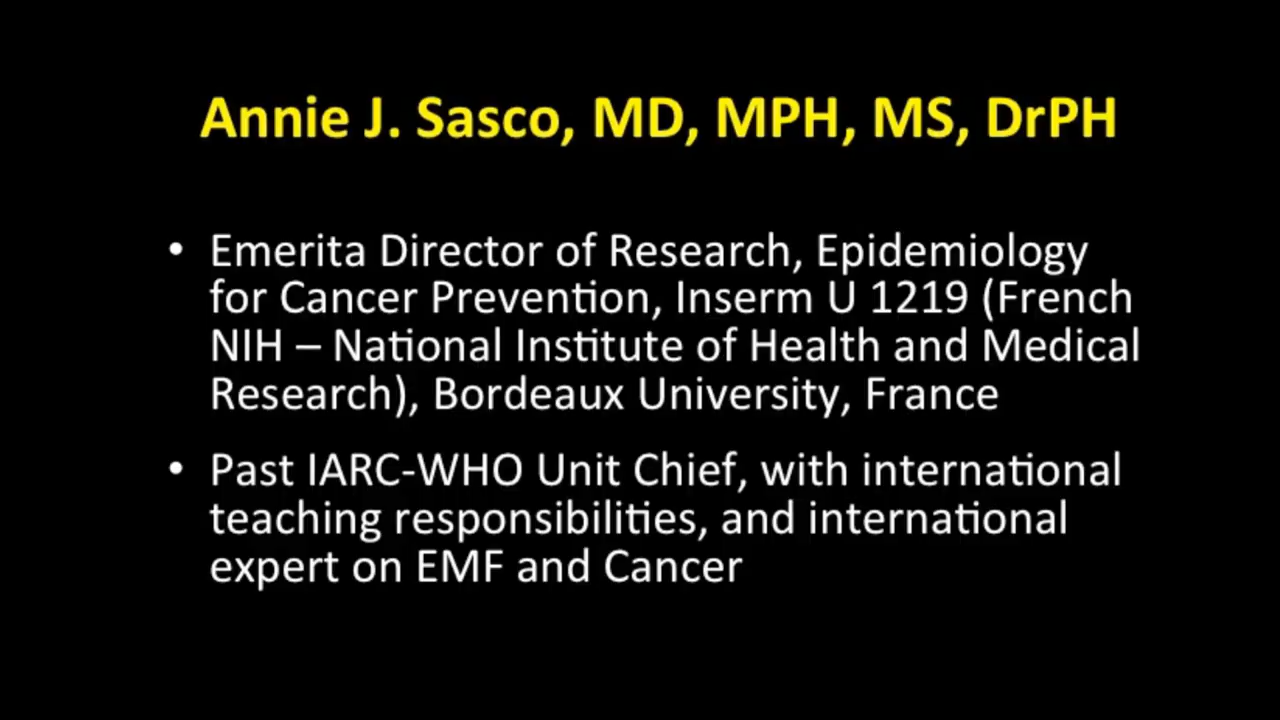 Annie J. Sasco, MD, MPH, MS, DrPH
• Emerita Director of Research, Epidemiology
for Cancer Prevention, Inserm U 1219 (French
NIH – National Institute of Health and Medical
Research), Bordeaux University, France
• Past IARC-WHO Unit Chief, with international
teaching responsibilities, and international
expert on EMF and Cancer